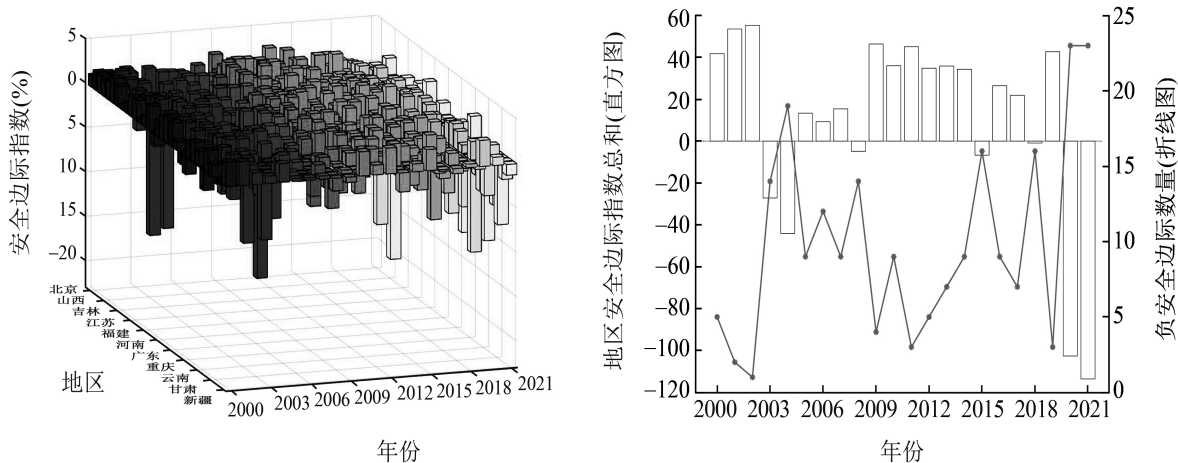 安全边际指数(%)
5
0
5
10
15
−20
北京
山西
吉林
江苏
福建
河南
广东
重庆
云南
甘肃
新疆
地区
2000 2003 2006 2009 2012 2015 2018 2021
年份
地区安全边际指数总和(直方图)
60
40
20
0
−20
−40
−60
−80
−100
−120
2000 2003 2006 2009 2012 2015 2018 2021
年份
25
20
15
10
5
0
负安全边际数量(折线图)